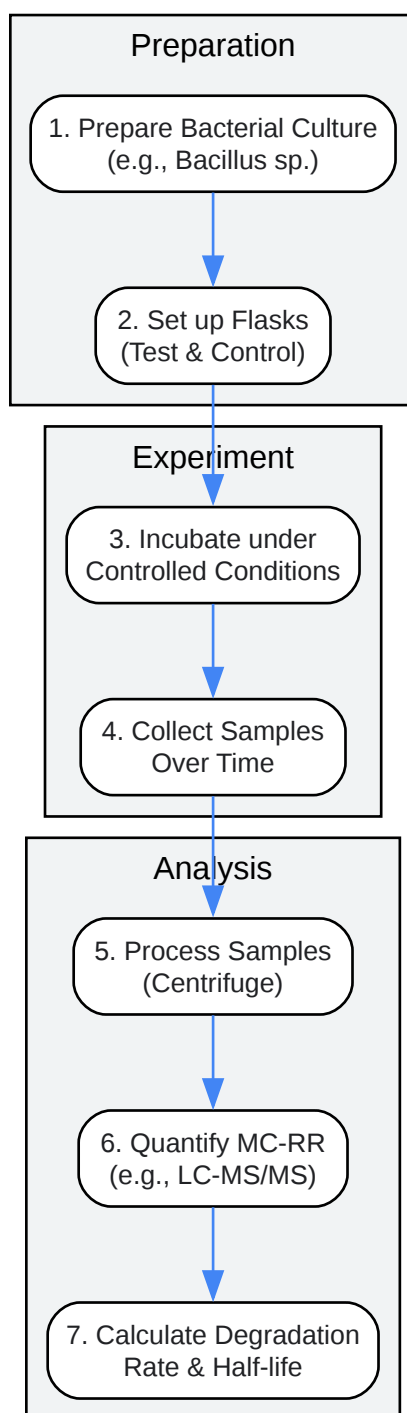 Preparation
1. Prepare Bacterial Culture
(e.g., Bacillus sp.)
2. Set up Flasks
(Test & Control)
Experiment
3. Incubate under
Controlled Conditions
4. Collect Samples
Over Time
Analysis
5. Process Samples
(Centrifuge)
6. Quantify MC-RR
(e.g., LC-MS/MS)
7. Calculate Degradation
Rate & Half-life